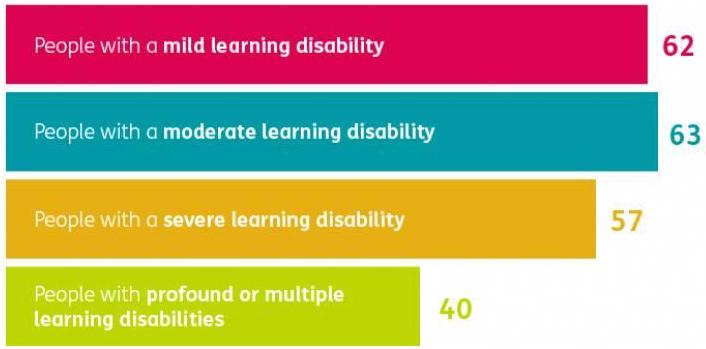 People with a mild learning disability 62
People with a moderate learning disability 63
People with a severe learning disability 57
People with profound or multiple
learning disabilities 40